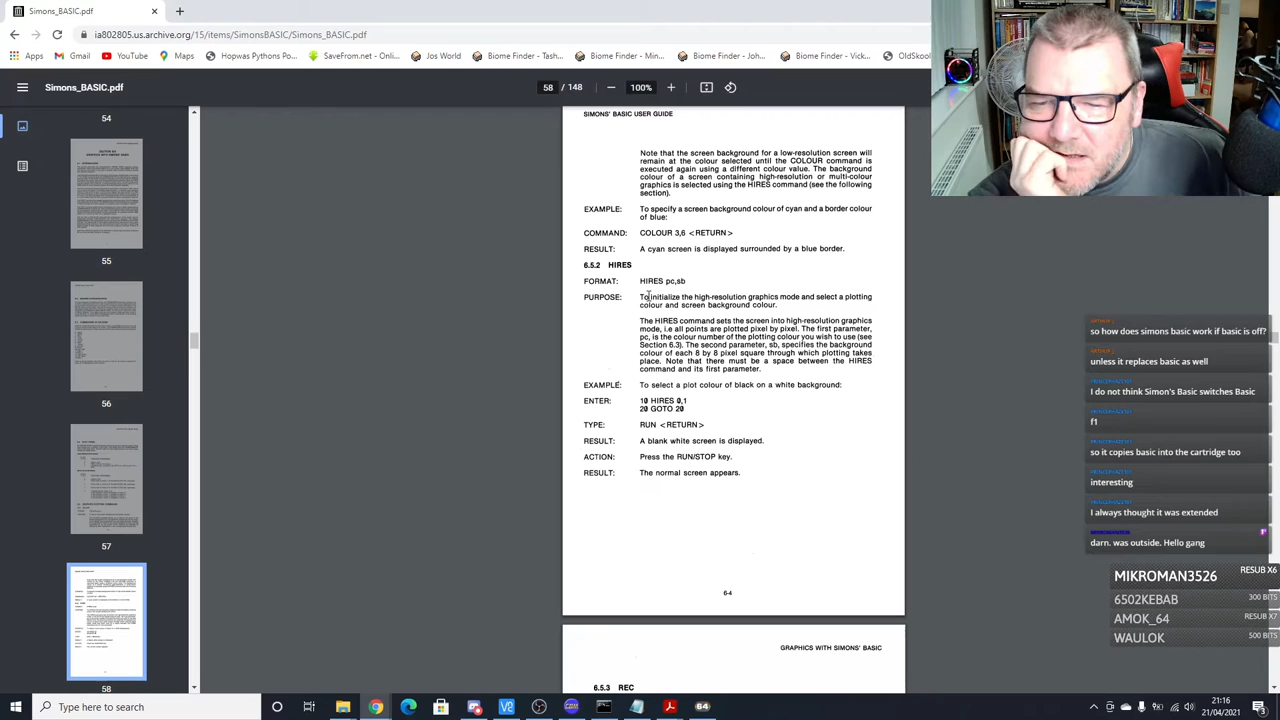 Simons_BASIC.pdf
ia802805.us.archive.org/15/items/Simons_BASIC/Simons_BASIC.pdf
Apps
Gmail
YouTube
Maps
Hopwas Photograph...
SaveFrom.net - Onli...
Jos World
Biome Finder - Tash...
Biome Finder - Joh...
Biome Finder - Vick...
OldSkool
Simons_BASIC.pdf
58 / 148
100%
54
55
56
57
58
SIMONS' BASIC USER GUIDE
Note that the screen background for a low-resolution screen will
remain at the colour selected until the COLOUR command is
executed again using a different colour value. The background
colour of a screen containing high-resolution or multi-colour
graphics is selected using the HIRES command (see the following
section).
EXAMPLE: To specify a screen background colour of cyan and a border colour
of blue:
COMMAND: COLOUR 3,6 <RETURN>
RESULT: A cyan screen is displayed surrounded by a blue border.
6.5.2 HIRES
FORMAT: HIRES pc,sb
PURPOSE: To initialize the high-resolution graphics mode and select a plotting
colour and screen background colour.
The HIRES command sets the screen into high-resolution graphics
mode, i.e all points are plotted pixel by pixel. The first parameter,
pc, is the colour number of the plotting colour you wish to use (see
Section 6.3). The second parameter, sb, specifies the background
colour of each 8 by 8 pixel square through which plotting takes
place. Note that there must be a space between the HIRES
command and its first parameter.
EXAMPLE: To select a plot colour of black on a white background:
ENTER: 10 HIRES 0,1
20 GOTO 20
TYPE: RUN <RETURN>
RESULT: A blank white screen is displayed.
ACTION: Press the RUN/STOP key.
RESULT: The normal screen appears.
6-4
GRAPHICS WITH SIMONS' BASIC
6.5.3 REC
so how does simons basic work if basic is off?
unless it replaces basic as well
I do not think Simon's Basic switches Basic
f1
so it copies basic into the cartridge too
interesting
I always thought it was extended
darn. was outside. Hello gang
MIKROMAN3526 RESUB X6
6502KEBAB 300 BITS
AMOK_64 RESUB X7
WAULOK 500 BITS
Type here to search
21:16
21/04/2021